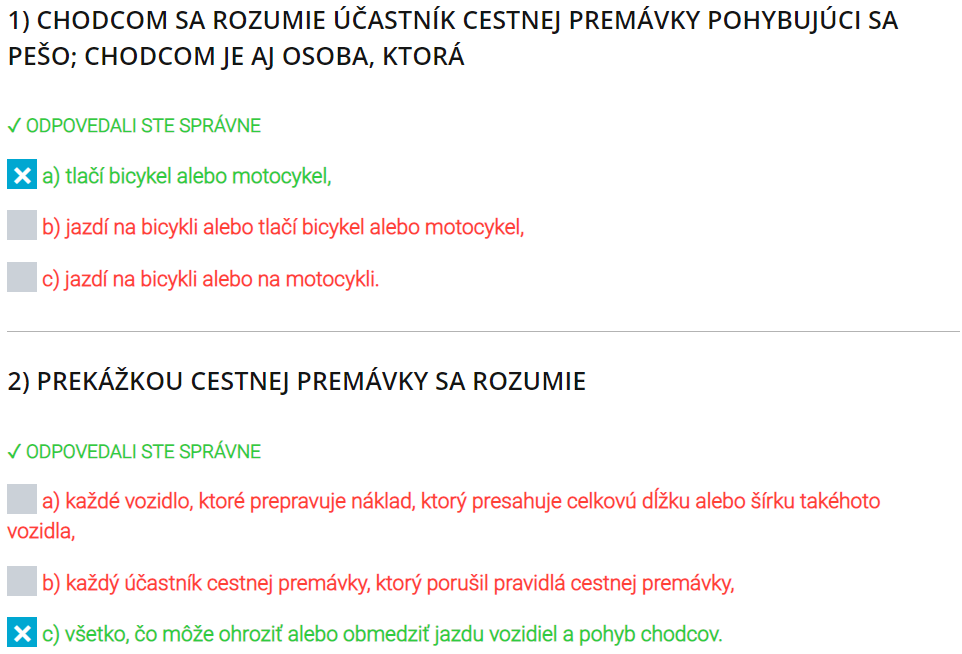 1) CHODCOM SA ROZUMIE ÚČASTNÍK CESTNEJ PREMÁVKY POHYBUJÚCI SA
PEŠO; CHODCOM JE AJ OSOBA, KTORÁ
✓ ODPOVEDALI STE SPRÁVNE
a) tlačí bicykel alebo motocykel,
b) jazdí na bicykli alebo tlačí bicykel alebo motocykel,
c) jazdí na bicykli alebo na motocykli.
2) PREKÁŽKOU CESTNEJ PREMÁVKY SA ROZUMIE
✓ ODPOVEDALI STE SPRÁVNE
a) každé vozidlo, ktoré prepravuje náklad, ktorý presahuje celkovú dĺžku alebo šírku takéhoto
vozidla,
b) každý účastník cestnej premávky, ktorý porušil pravidlá cestnej premávky,
c) všetko, čo môže ohroziť alebo obmedziť jazdu vozidiel a pohyb chodcov.